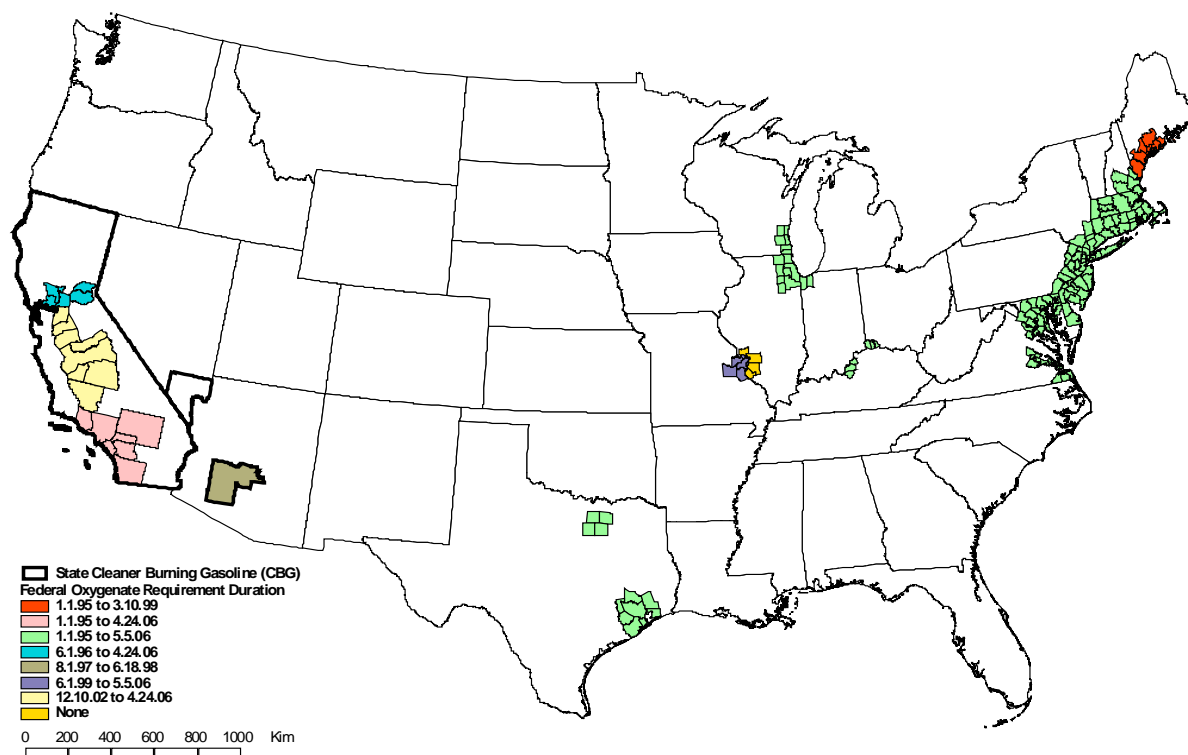 State Cleaner Burning Gasoline (CBG)
Federal Oxygenate Requirement Duration
1.1.95 to 3.10.99
1.1.95 to 4.24.06
1.1.95 to 5.5.06
6.1.96 to 4.24.06
8.1.97 to 6.18.98
6.1.99 to 5.5.06
12.10.02 to 4.24.06
None
0 200 400 600 800 1000 Kim